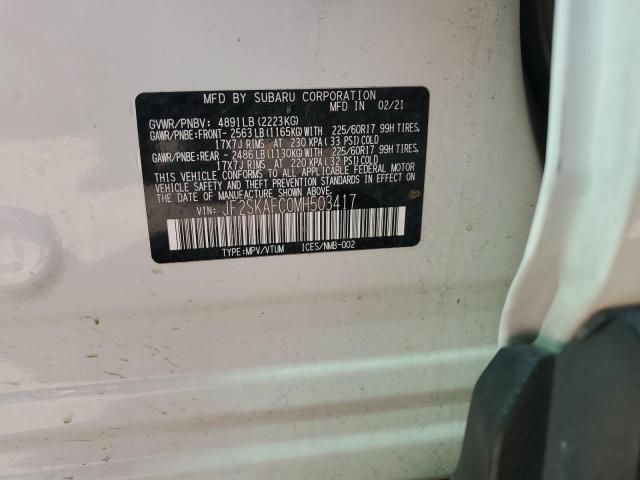 MFD BY SUBARU CORPORATION
MFD IN 02/21
GVWR/PNBV: 4891LB (2223KG)
GAWR/PNBE:FRONT- 2563LB(1165KG)WITH 225/60R17 99H TIRES,
17X7J RIMS AT 230 KPA (33 PSI)COLD
GAWR/PNBE:REAR - 2486LB(1130KG)WITH 225/60R17 99H TIRES,
17X7J RIMS AT 220 KPA (32 PSI)COLD
THIS VEHICLE CONFORMS TO ALL APPLICABLE FEDERAL MOTOR
VEHICLE SAFETY, BUMPER, AND THEFT PREVENTION STANDARDS
IN EFFECT ON THE DATE OF MANUFACTURE SHOWN ABOVE.
VIN: JF2SKAFC0MH503417
TYPE:MPV/VTUM ICES/NMB-002